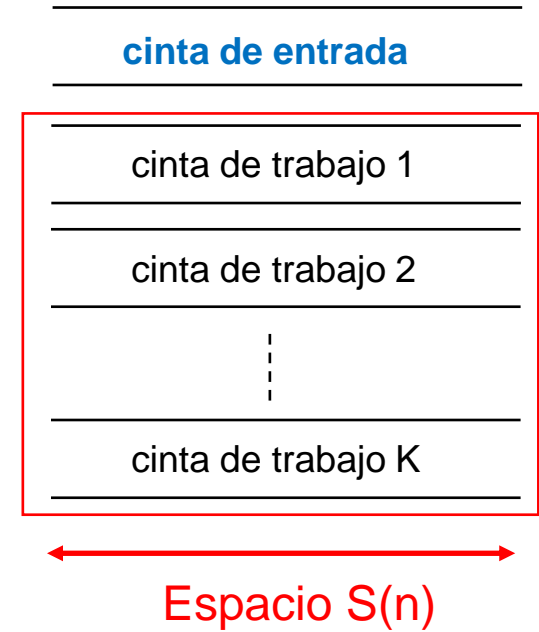 cinta de entrada
cinta de trabajo 1
cinta de trabajo 2
cinta de trabajo K
Espacio S(n)